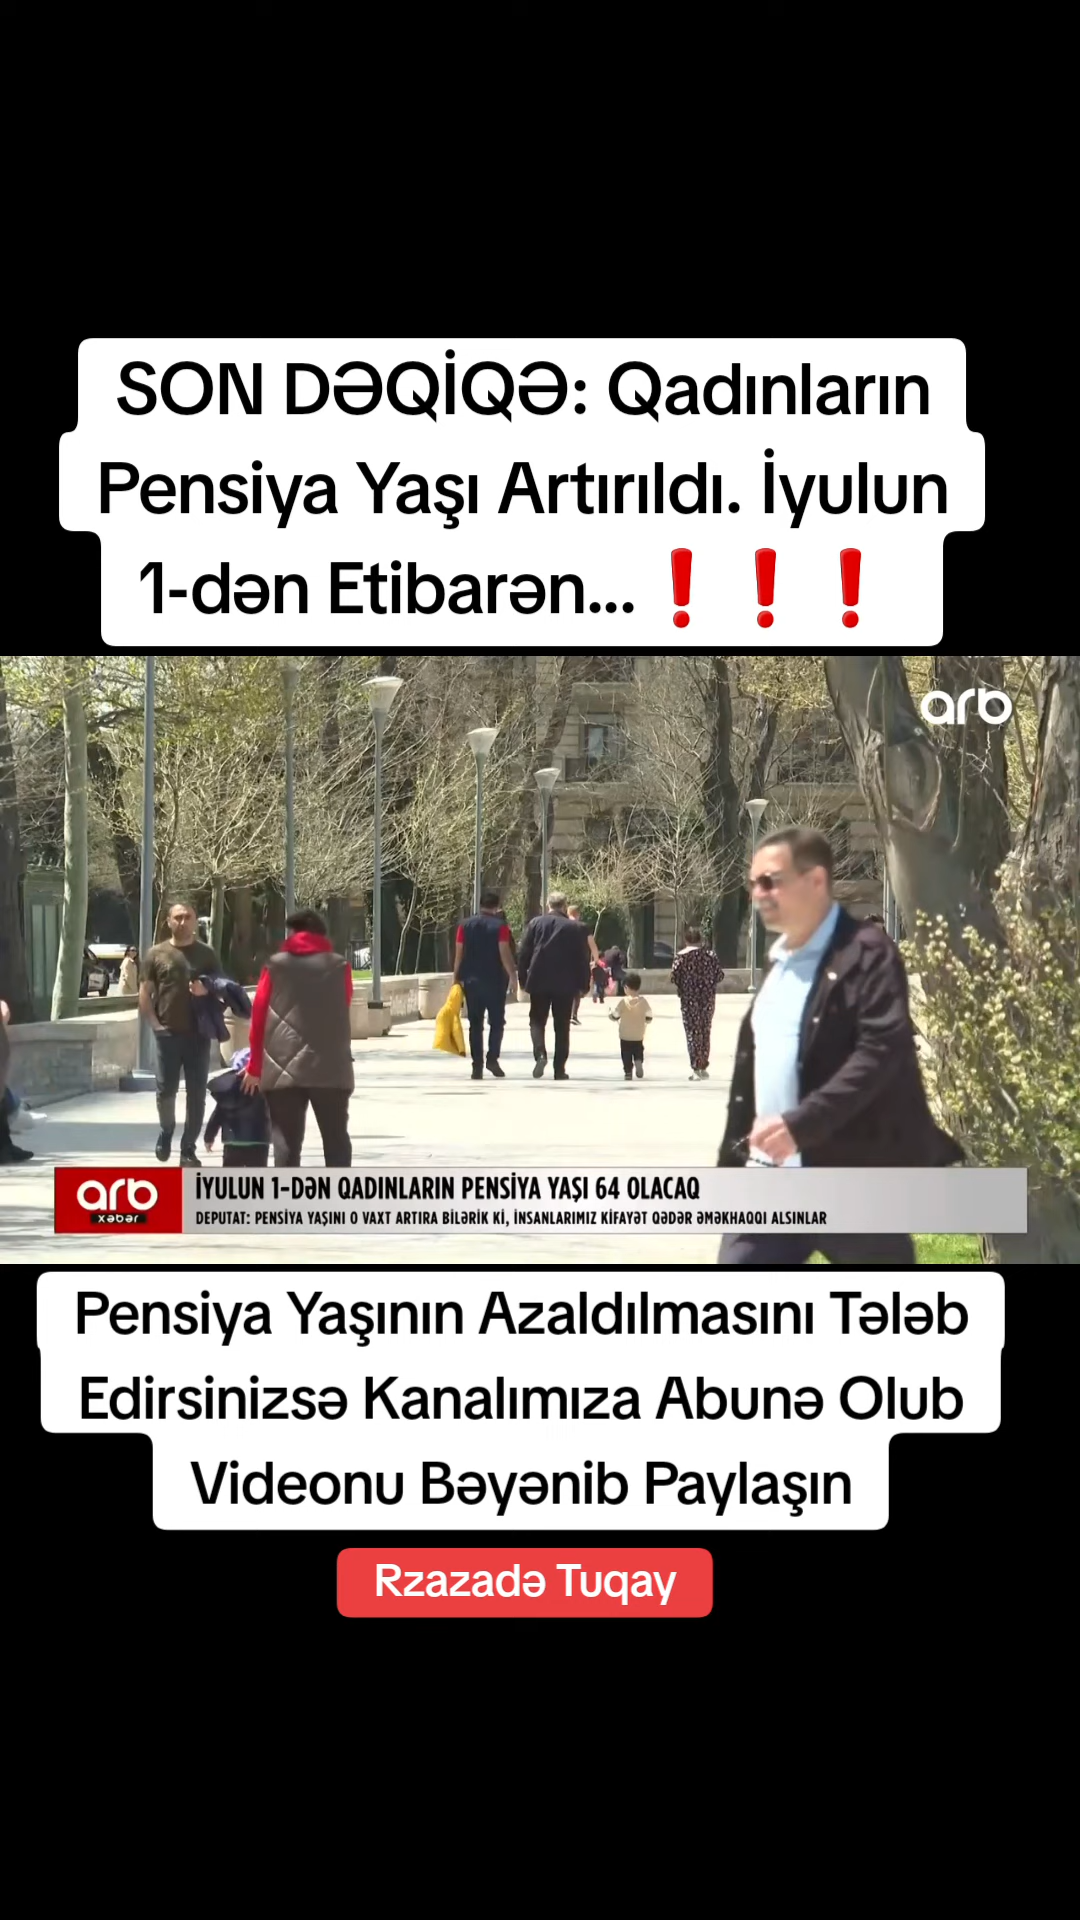 SON DƏQİQƏ: Qadınların
Pensiya Yaşı Artırıldı. İyulun
1-dən Etibarən...❗❗❗
arb
arb
xəbər
İYULUN 1-DƏN QADINLARIN PENSİYA YAŞI 64 OLACAQ
DEPUTAT: PENSİYA YAŞINI O VAXT ARTIRA BİLƏRİK Kİ, İNSANLARIMIZ KİFAYƏT QƏDƏR ƏMƏKHAQQI ALSINLAR
Pensiya Yaşının Azaldılmasını Tələb
Edirsinizsə Kanalımıza Abunə Olub
Videonu Bəyənib Paylaşın
Rzazadə Tuqay